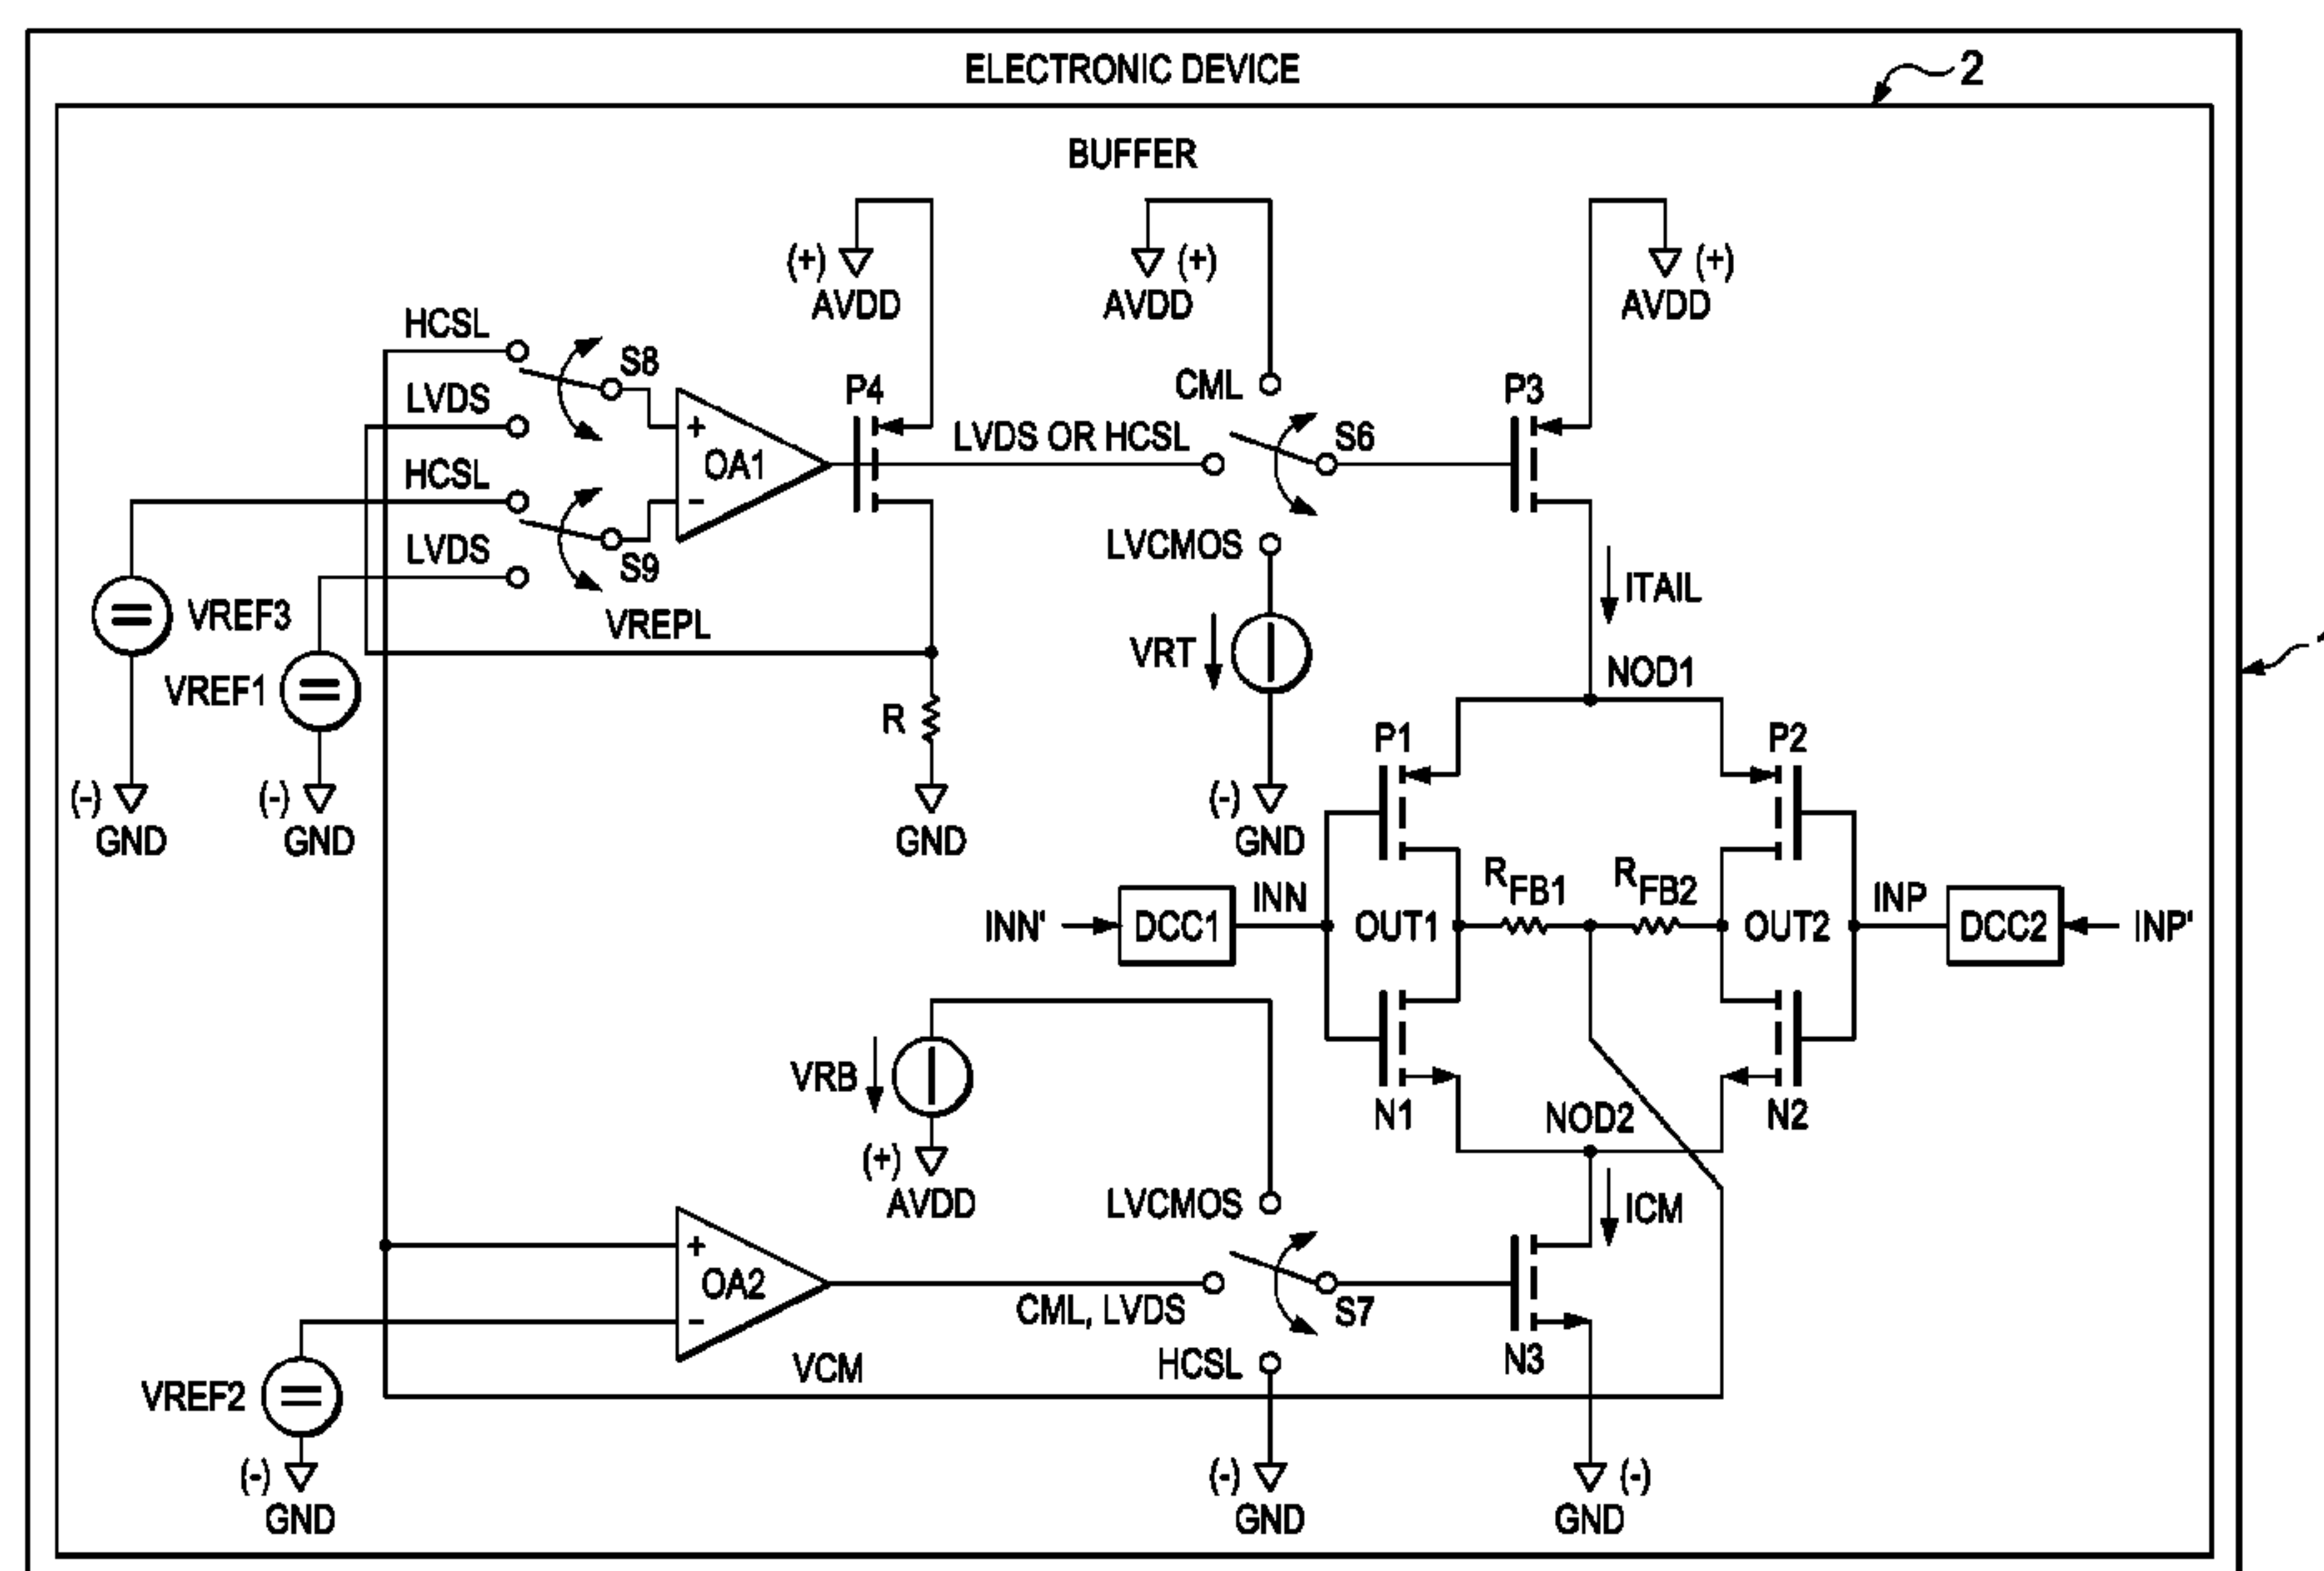 ELECTRONIC DEVICE
2
BUFFER
(+)
AVDD
(+)
AVDD
(+)
AVDD
HCSL
S8
LVDS
P4
CML
P3
+
OA1
-
LVDS OR HCSL
S6
HCSL
LVDS
S9
LVCMOS
ITAIL
VREF3
VREPL
VRT
VREF1
NOD1
R
P1
P2
(-)
GND
(-)
GND
GND
(-)
GND
RFB1
RFB2
INN'
DCC1
INN
OUT1
OUT2
INP
DCC2
INP'
VRB
N1
NOD2
N2
(+)
AVDD
LVCMOS
ICM
+
OA2
-
CML, LVDS
S7
VCM
HCSL
N3
VREF2
(-)
GND
(-)
GND
(-)
GND